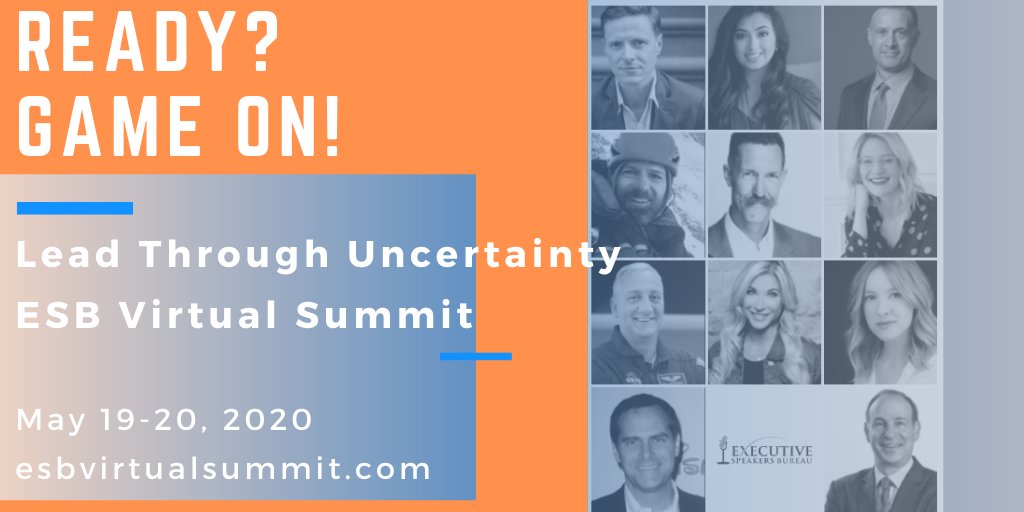 READY?
GAME ON!
Lead Through Uncertainty
ESB Virtual Summit
May 19-20, 2020
esbvirtualsummit.com
EXECUTIVE
SPEAKERS BUREAU